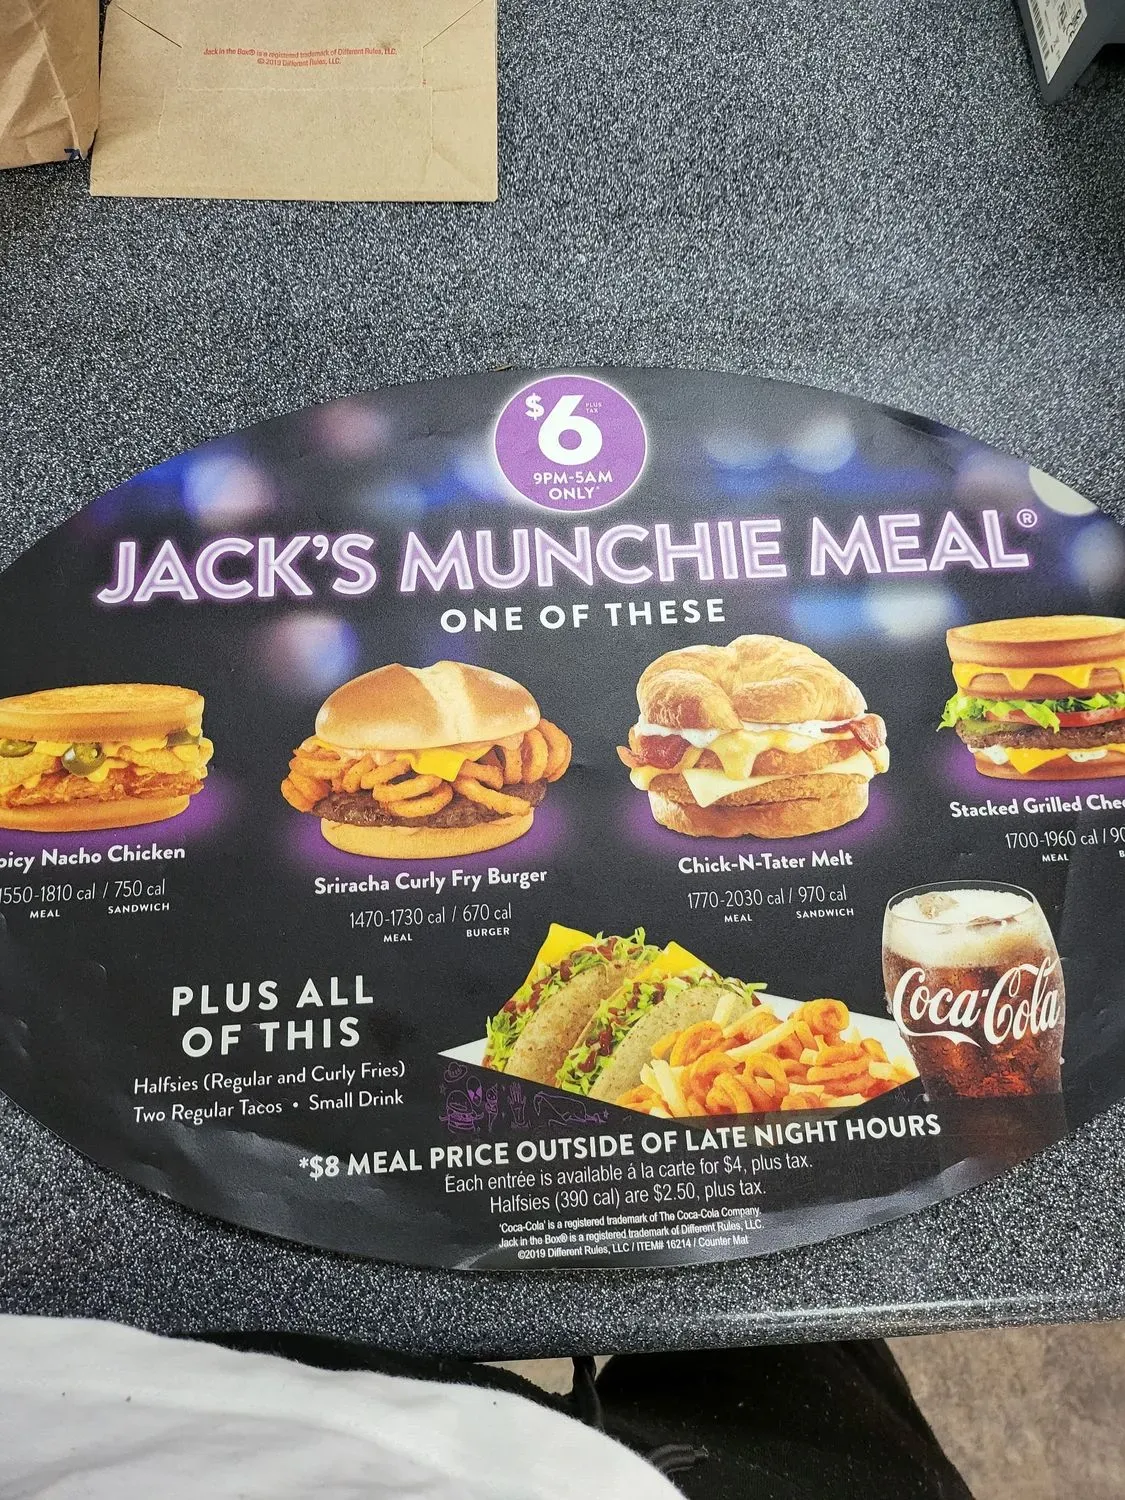 Jack in the Box® is a registered trademark of Different Rules, LLC.
© 2019 Different Rules, LLC.
$6 PLUS TAX
9PM-5AM
ONLY*
JACK'S MUNCHIE MEAL®
ONE OF THESE
picy Nacho Chicken
1550-1810 cal / 750 cal
MEAL SANDWICH
Sriracha Curly Fry Burger
1470-1730 cal / 670 cal
MEAL BURGER
Chick-N-Tater Melt
1770-2030 cal / 970 cal
MEAL SANDWICH
Stacked Grilled Chee
1700-1960 cal / 90
MEAL B
PLUS ALL
OF THIS
Halfsies (Regular and Curly Fries)
Two Regular Tacos • Small Drink
Coca-Cola
*$8 MEAL PRICE OUTSIDE OF LATE NIGHT HOURS
Each entrée is available á la carte for $4, plus tax.
Halfsies (390 cal) are $2.50, plus tax.
'Coca-Cola' is a registered trademark of The Coca-Cola Company.
Jack in the Box® is a registered trademark of Different Rules, LLC
©2019 Different Rules, LLC / ITEM# 16214 / Counter Mat